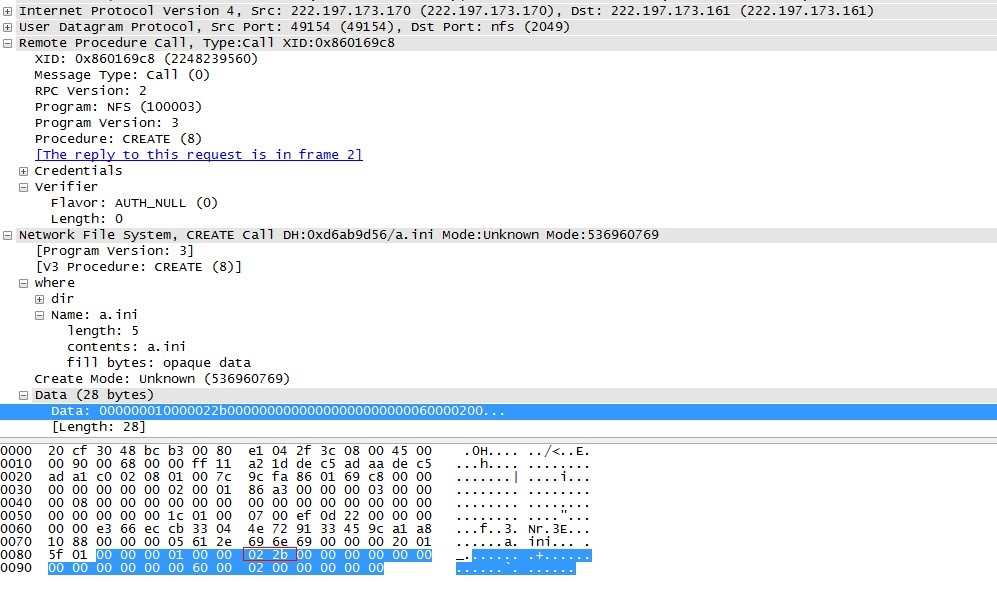 Internet Protocol Version 4, Src: 222.197.173.170 (222.197.173.170), Dst: 222.197.173.161 (222.197.173.161)
User Datagram Protocol, Src Port: 49154 (49154), Dst Port: nfs (2049)
Remote Procedure Call, Type:Call XID:0x860169c8
XID: 0x860169c8 (2248239560)
Message Type: Call (0)
RPC Version: 2
Program: NFS (100003)
Program Version: 3
Procedure: CREATE (8)
[The reply to this request is in frame 2]
Credentials
Verifier
Flavor: AUTH_NULL (0)
Length: 0
Network File System, CREATE Call DH:0xd6ab9d56/a.ini Mode:Unknown Mode:536960769
[Program Version: 3]
[V3 Procedure: CREATE (8)]
where
dir
Name: a.ini
length: 5
contents: a.ini
fill bytes: opaque data
Create Mode: Unknown (536960769)
Data (28 bytes)
Data: 000000010000022b0000000000000000000000060000200...
[Length: 28]
0000 20 cf 30 48 bc b3 00 80 e1 04 2f 3c 08 00 45 00 .OH.... ../<..E.
0010 00 90 00 68 00 00 ff 11 a2 1d de c5 ad aa de c5 ...h.... ........
0020 ad a1 c0 02 08 01 00 7c 9c fa 86 01 69 c8 00 00 .......| ....i...
0030 00 00 00 00 00 02 00 01 86 a3 00 00 00 03 00 00 ........ ........
0040 00 08 00 00 00 00 00 00 00 00 00 00 00 00 00 00 ........ ........
0050 00 00 00 00 00 1c 01 00 07 00 ef 0d 22 00 00 00 ........ ...."...
0060 00 00 e3 66 ec cb 33 04 4e 72 91 33 45 9c a1 a8 ...f..3. Nr.3E...
0070 10 88 00 00 00 05 61 2e 69 6e 69 00 00 00 20 01 ......a. ini... .
0080 5f 01 00 00 00 01 00 00 02 2b 00 00 00 00 00 00 _....... .+......
0090 00 00 00 00 00 60 00 02 00 00 00 00 00 ......`. ......